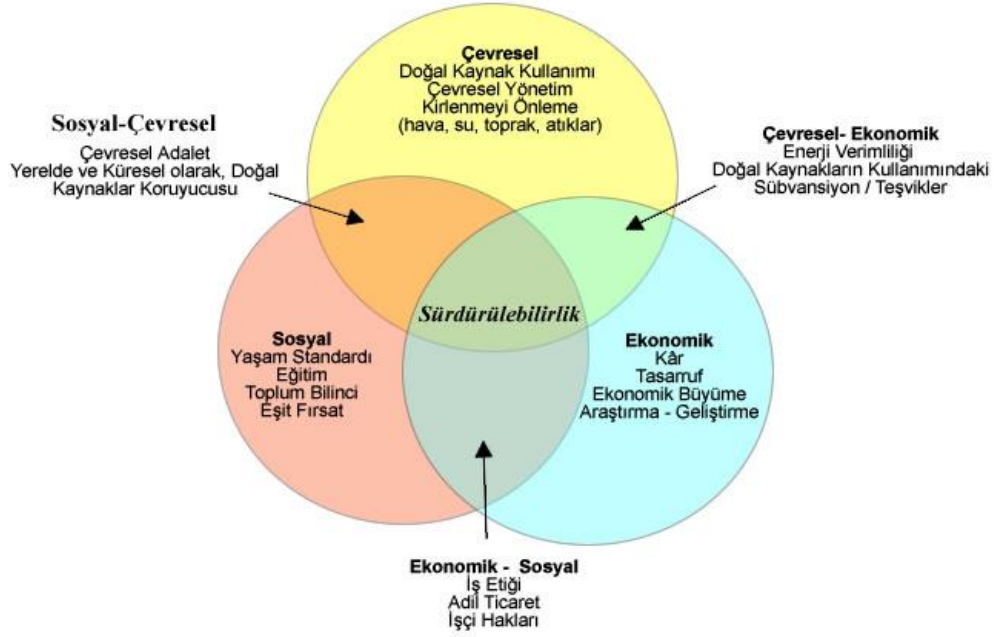 Çevresel
Doğal Kaynak Kullanımı
Çevresel Yönetim
Kirlenmeyi Önleme
(hava, su, toprak, atıklar)
Sosyal-Çevresel
Çevresel Adalet
Yerelde ve Küresel olarak, Doğal
Kaynaklar Koruyucusu
Çevresel- Ekonomik
Enerji Verimliliği
Doğal Kaynakların Kullanımındaki
Sübvansiyon / Teşvikler
Sürdürülebilirlik
Sosyal
Yaşam Standardı
Eğitim
Toplum Bilinci
Eşit Fırsat
Ekonomik
Kâr
Tasarruf
Ekonomik Büyüme
Araştırma - Geliştirme
Ekonomik - Sosyal
İş Etiği
Adil Ticaret
İşçi Hakları